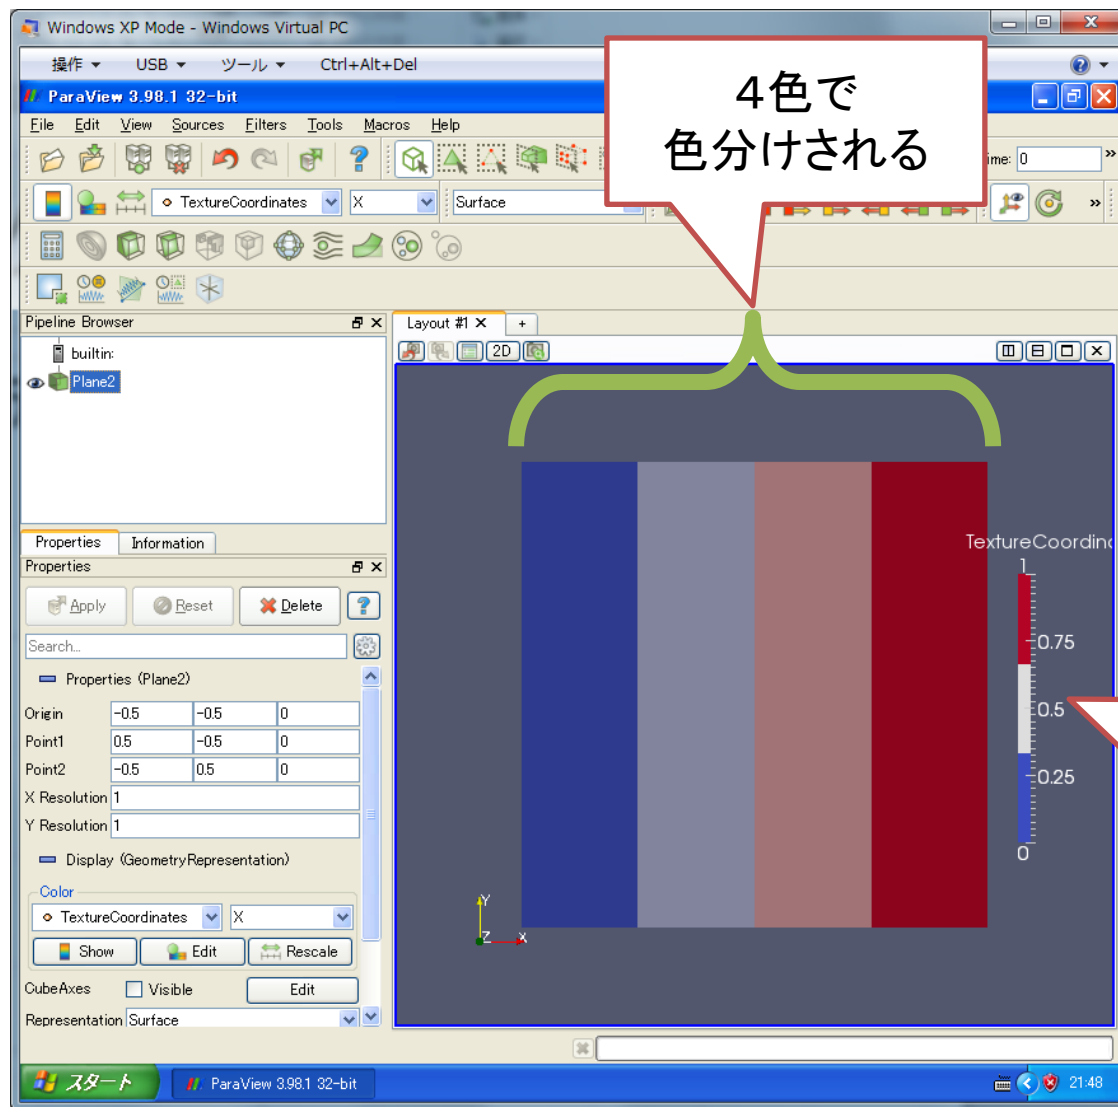 Windows XP Mode - Windows Virtual PC
操作 USB ツール Ctrl+Alt+Del
4色で
色分けされる
ParaView 3.98.1 32-bit
File Edit View Sources Filters Tools Macros Help
ime: 0
TextureCoordinates X Surface
Pipeline Browser
Layout #1 +
builtin:
2D
Plane2
Properties Information
Properties
Apply Reset Delete ?
Search...
Properties (Plane2)
Origin -0.5 -0.5 0
Point1 0.5 -0.5 0
Point2 -0.5 0.5 0
X Resolution 1
Y Resolution 1
Display (GeometryRepresentation)
Color
TextureCoordinates X
Show Edit Rescale
CubeAxes Visible Edit
Representation Surface
TextureCoordin
1
0.75
0.5
0.25
0
Y
Z X
スタート ParaView 3.98.1 32-bit 21:48